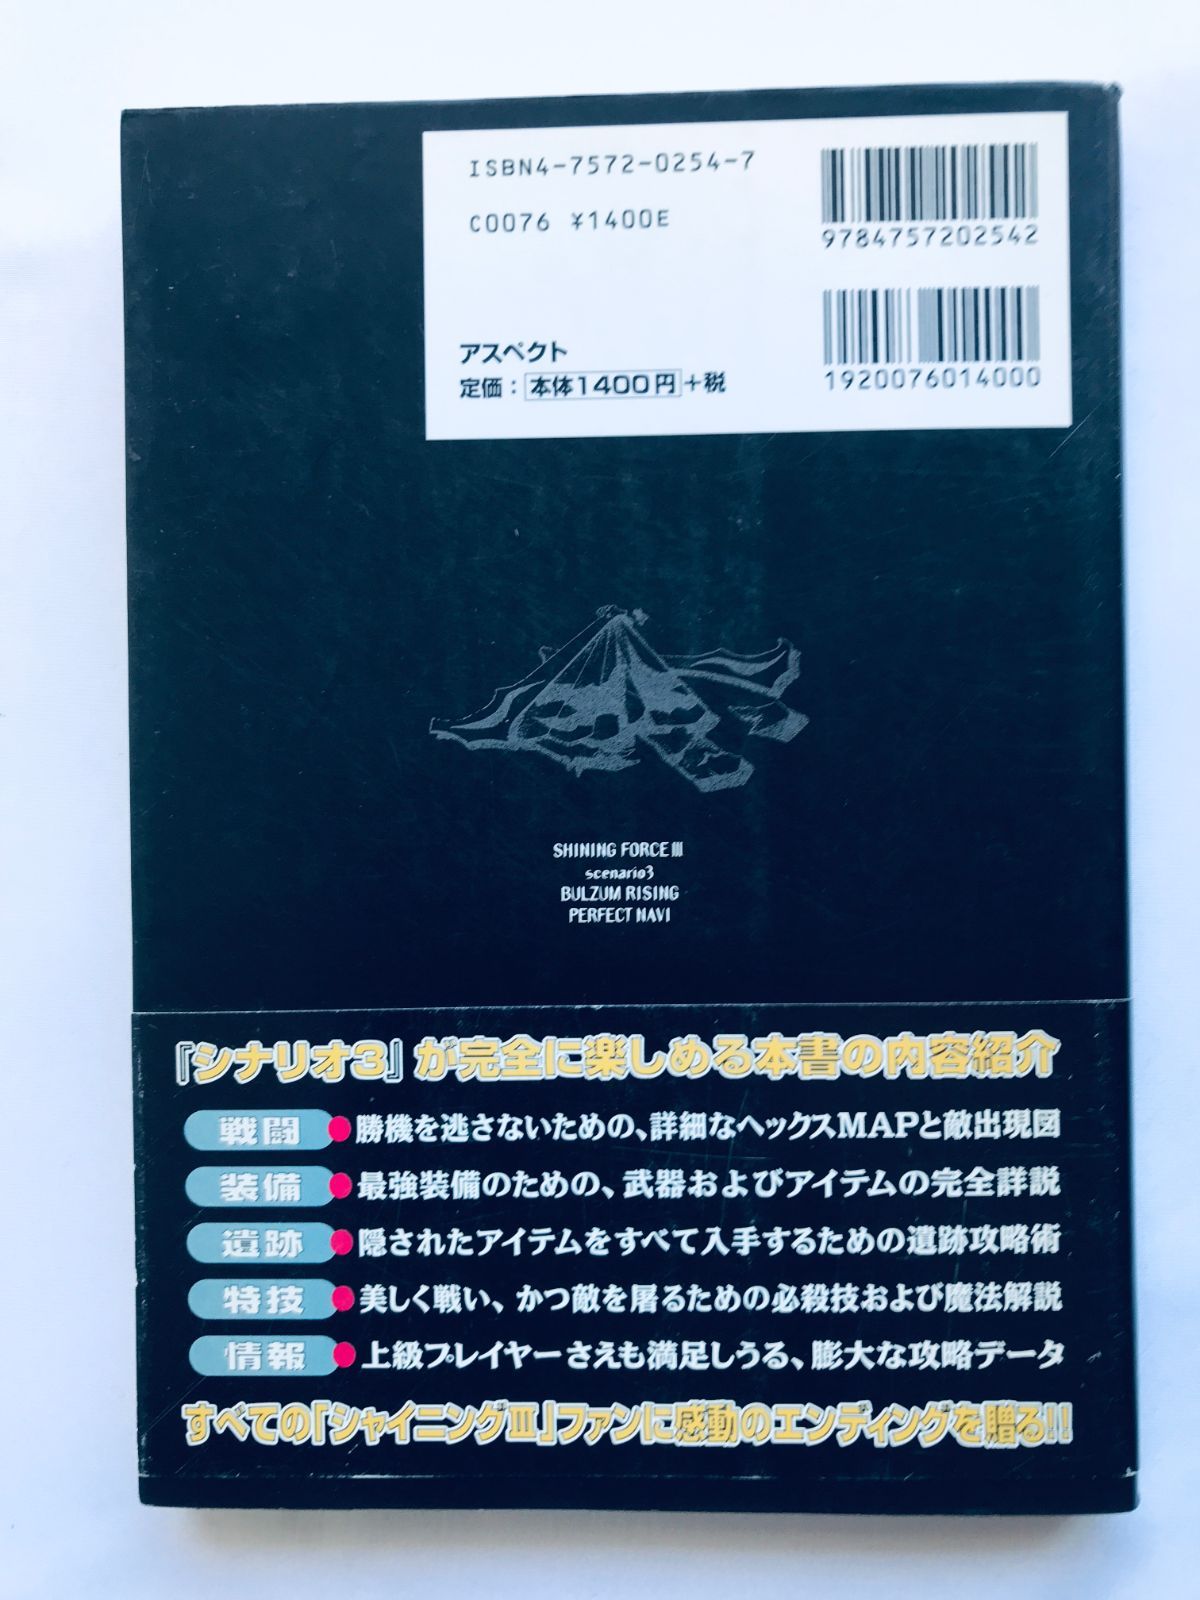 ISBN4-7572-0254-7
C0076 ¥1400E
9784757202542
アスペクト
定価：本体1400円+税
1920076014000
SHINING FORCE III
scenario3
BULZUM RISING
PERFECT NAVI
『シナリオ3』が完全に楽しめる本書の内容紹介
戦闘 ●勝機を逃さないための、詳細なヘックスMAPと敵出現図
装備 ●最強装備のための、武器およびアイテムの完全詳説
遺跡 ●隠されたアイテムをすべて入手するための遺跡攻略術
特技 ●美しく戦い、かつ敵を屠るための必殺技および魔法解説
情報 ●上級プレイヤーさえも満足しうる、膨大な攻略データ
すべての「シャイニングⅢ」ファンに感動のエンディングを贈る!!